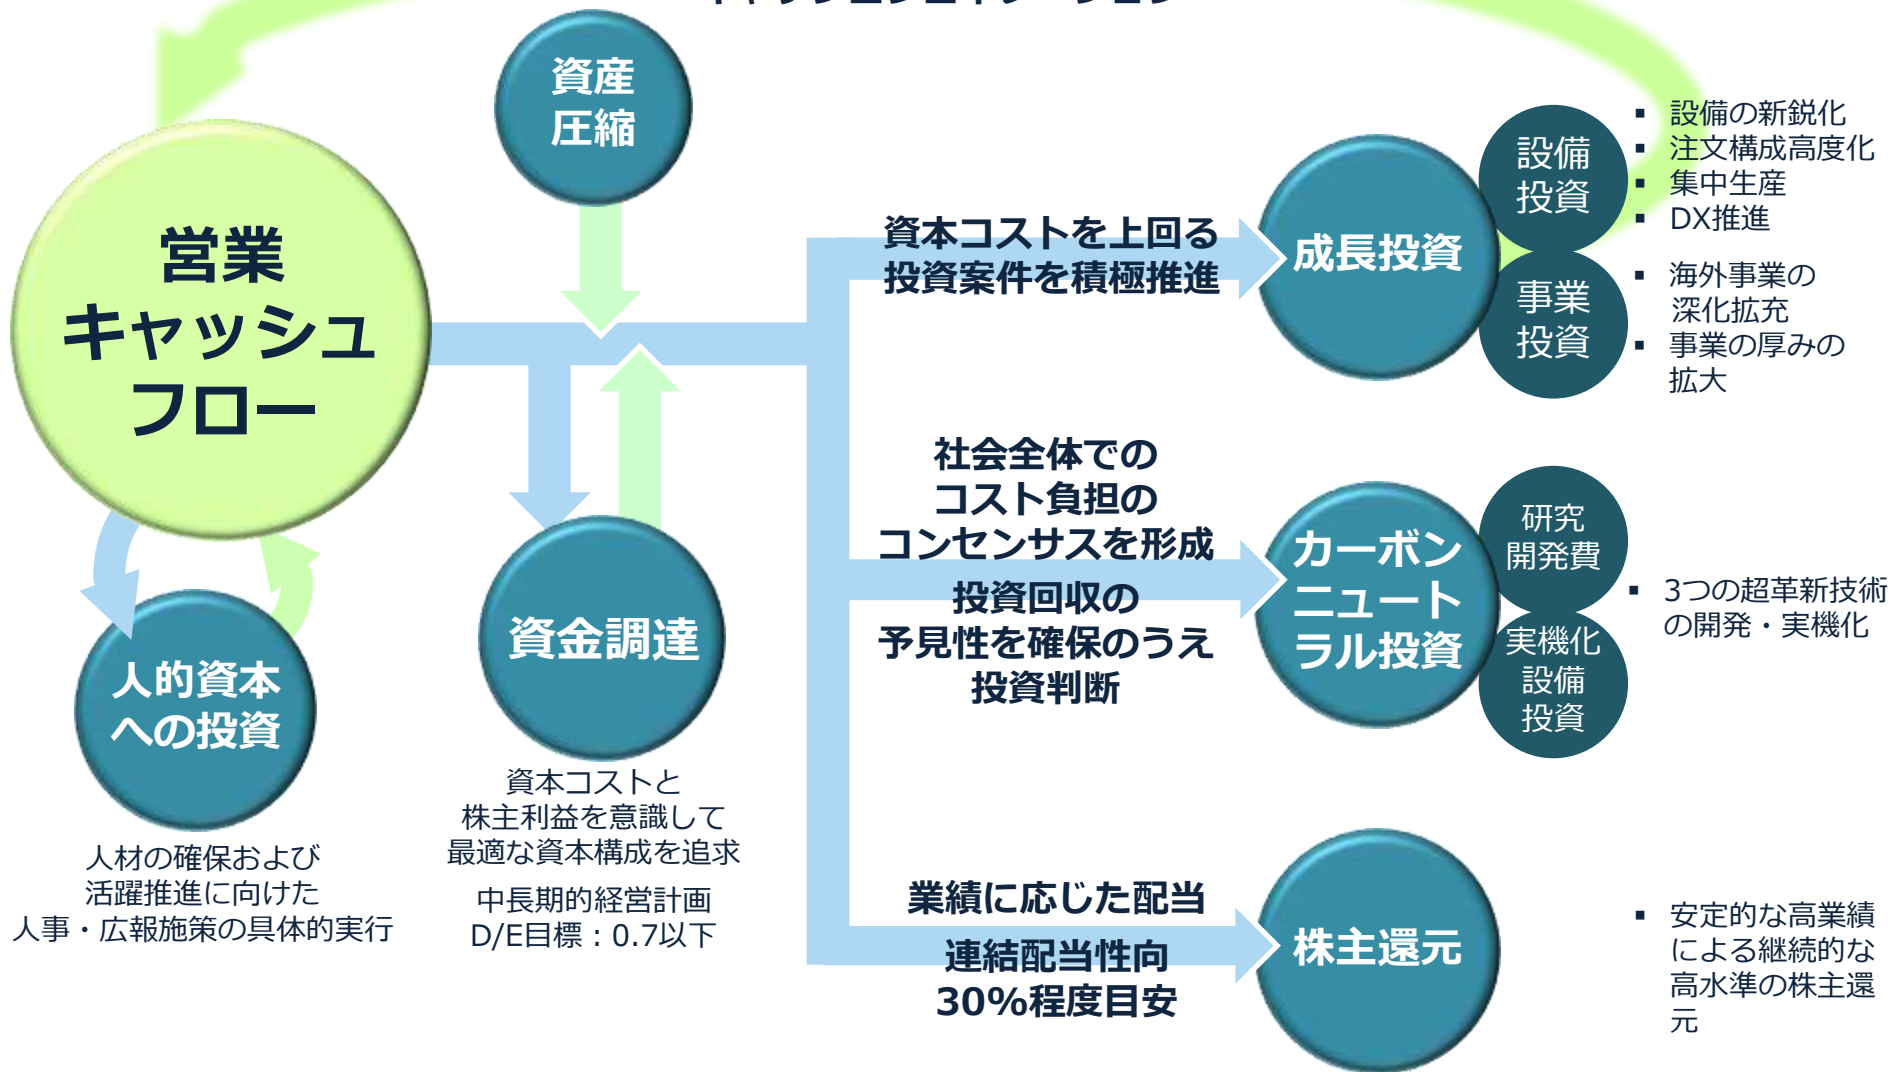 資産
圧縮
営業
キャッシュ
フロー
人的資本
への投資
人材の確保および
活躍推進に向けた
人事・広報施策の具体的実行
資金調達
資本コストと
株主利益を意識して
最適な資本構成を追求
中長期的経営計画
D/E目標：0.7以下
資本コストを上回る
投資案件を積極推進
成長投資
設備
投資
事業
投資
▪ 設備の新鋭化
▪ 注文構成高度化
▪ 集中生産
▪ DX推進
▪ 海外事業の
深化拡充
▪ 事業の厚みの
拡大
社会全体での
コスト負担の
コンセンサスを形成
投資回収の
予見性を確保のうえ
投資判断
カーボン
ニュート
ラル投資
研究
開発費
実機化
設備
投資
▪ 3つの超革新技術
の開発・実機化
業績に応じた配当
連結配当性向
30%程度目安
株主還元
▪ 安定的な高業績
による継続的な
高水準の株主還
元